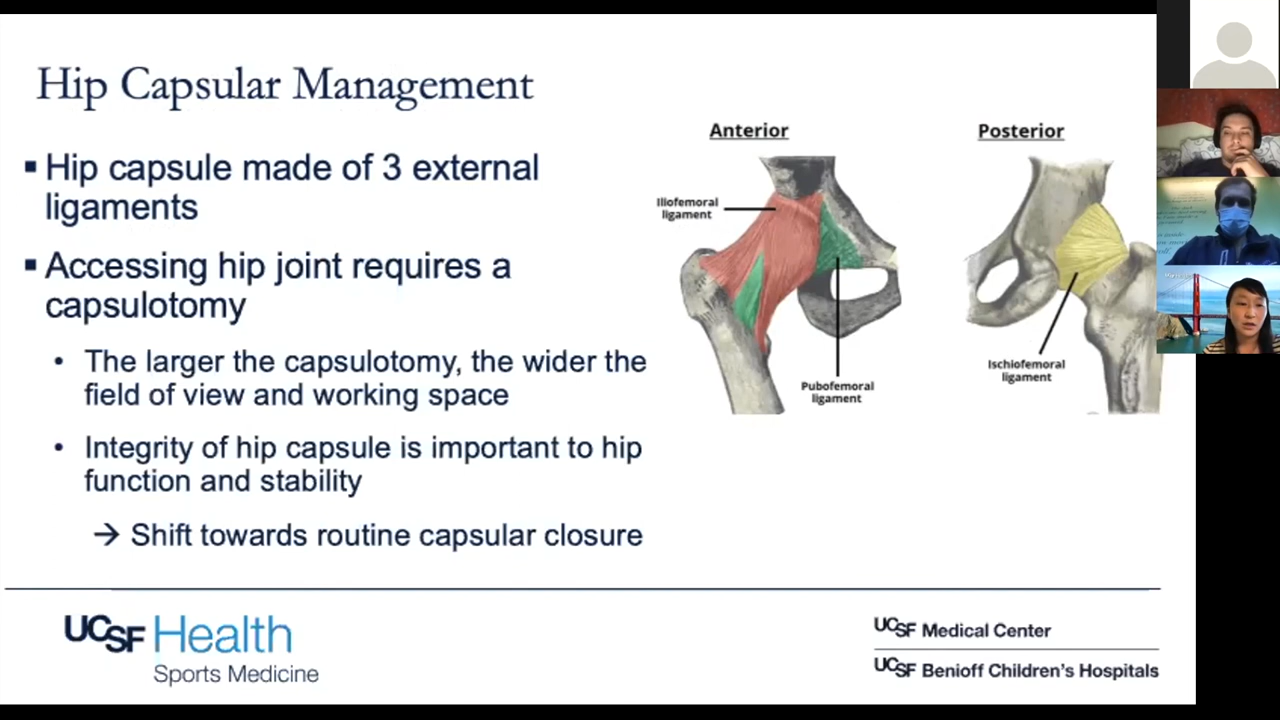 Hip Capsular Management
▪ Hip capsule made of 3 external
ligaments
▪ Accessing hip joint requires a
capsulotomy
• The larger the capsulotomy, the wider the
field of view and working space
• Integrity of hip capsule is important to hip
function and stability
→ Shift towards routine capsular closure
Anterior
Posterior
Iliofemoral
ligament
Pubofemoral
ligament
Ischiofemoral
ligament
UCSF Health
Sports Medicine
UCSF Medical Center
UCSF Benioff Children's Hospitals